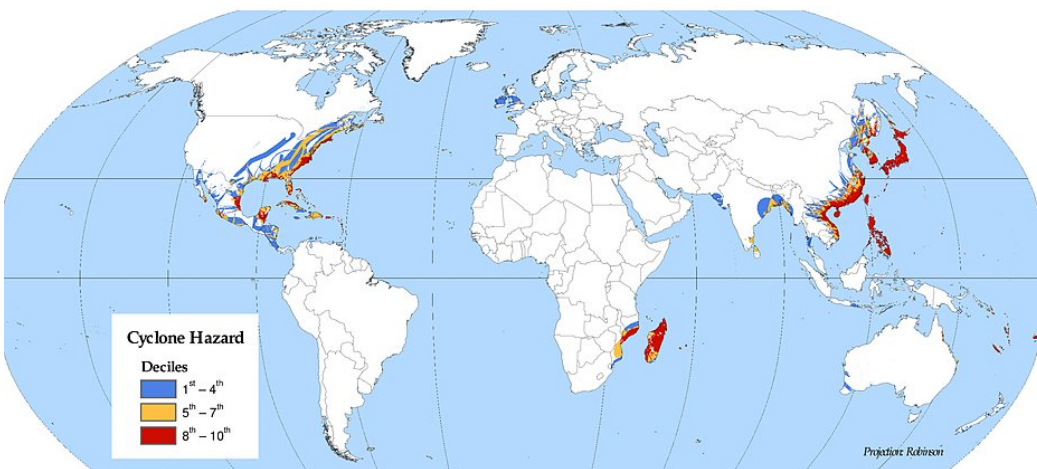 Cyclone Hazard
Deciles
1st – 4th
5th – 7th
8th – 10th
Projection: Robinson